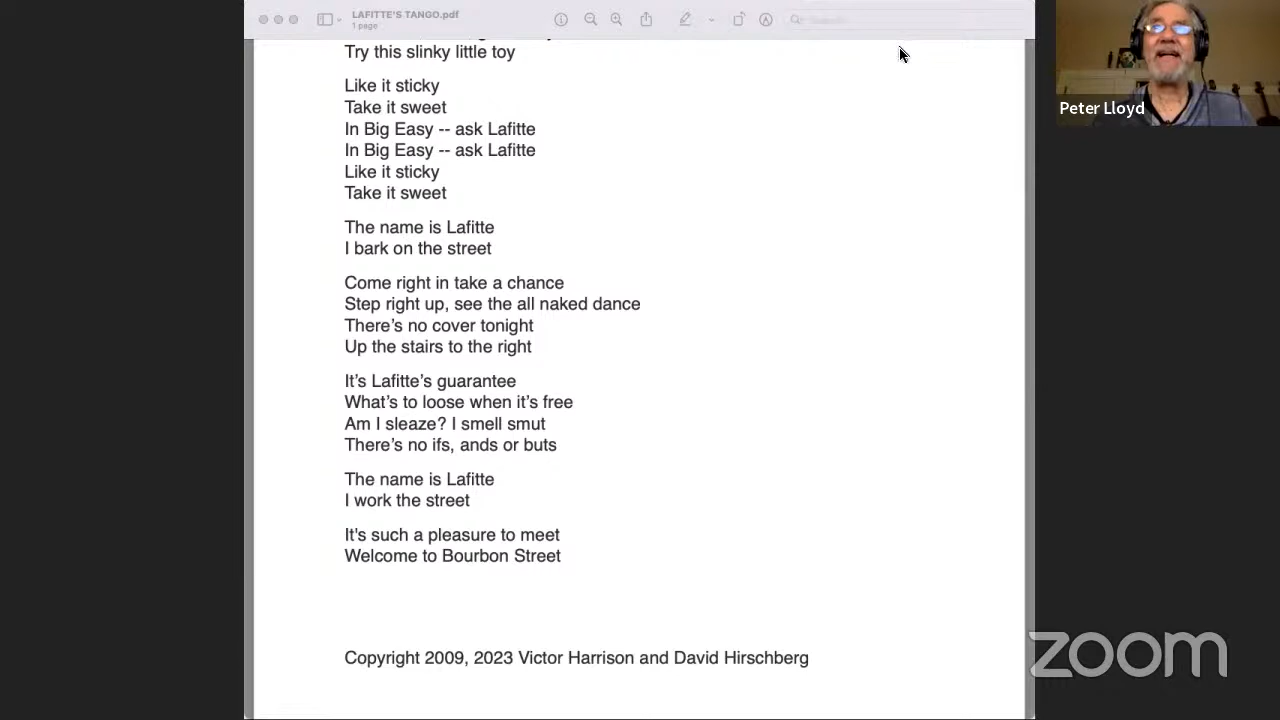 LAFITTE'S TANGO.pdf
1 page
Try this slinky little toy
Like it sticky
Take it sweet
In Big Easy -- ask Lafitte
In Big Easy -- ask Lafitte
Like it sticky
Take it sweet
The name is Lafitte
I bark on the street
Come right in take a chance
Step right up, see the all naked dance
There’s no cover tonight
Up the stairs to the right
It’s Lafitte’s guarantee
What’s to loose when it’s free
Am I sleaze? I smell smut
There’s no ifs, ands or buts
The name is Lafitte
I work the street
It's such a pleasure to meet
Welcome to Bourbon Street
Copyright 2009, 2023 Victor Harrison and David Hirschberg
Peter Lloyd
zoom